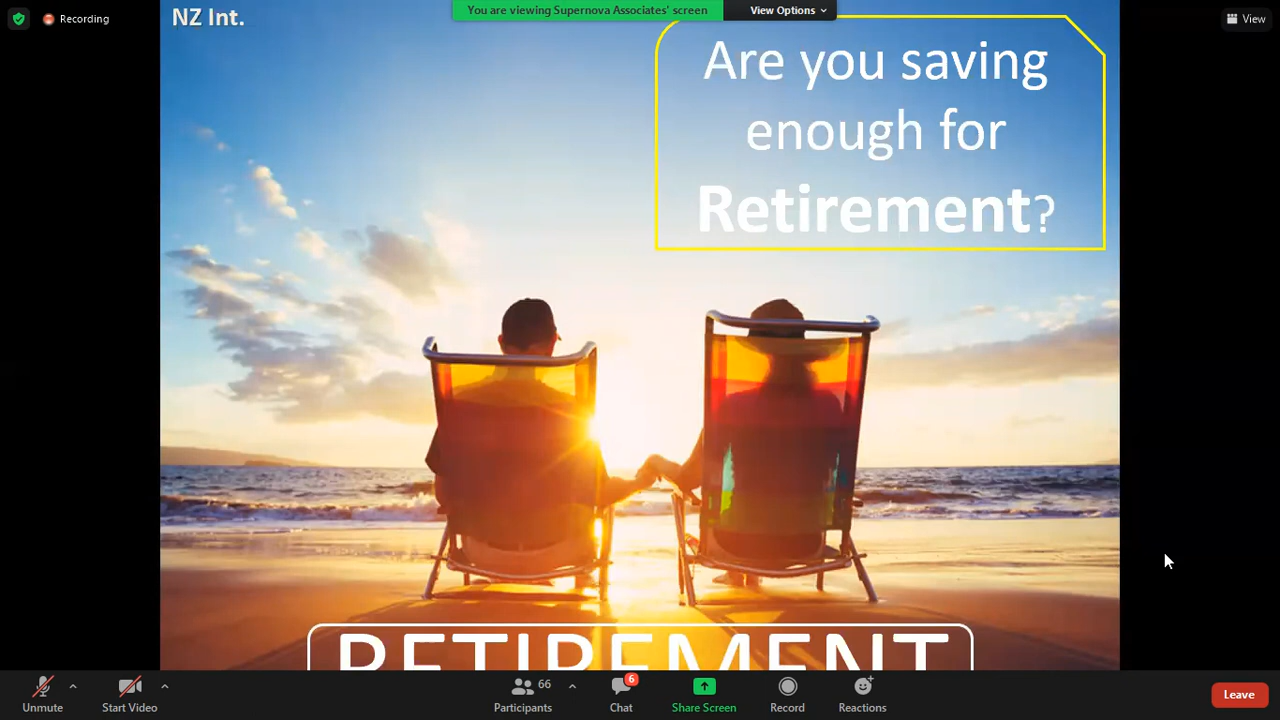 NZ Int.
You are viewing Supernova Associates' screen
View Options
Recording
View
Are you saving
enough for
Retirement?
RETIREMENT
Unmute
Start Video
66
Participants
6
Chat
Share Screen
Record
Reactions
Leave